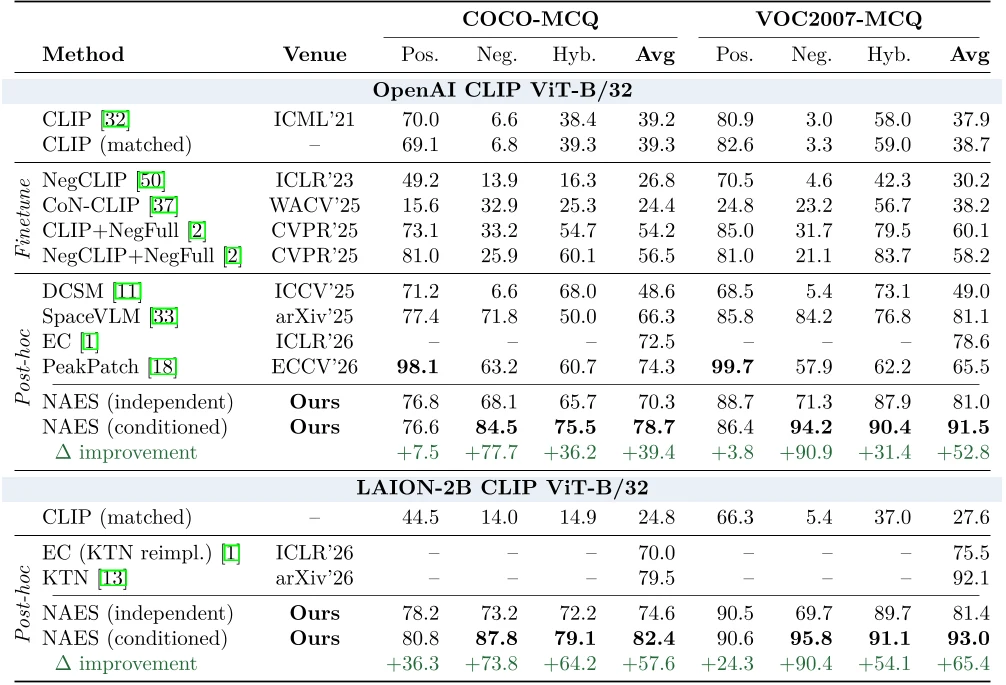 COCO-MCQ VOC2007-MCQ
Method Venue Pos. Neg. Hyb. Avg Pos. Neg. Hyb. Avg
OpenAI CLIP ViT-B/32
CLIP [32] ICML'21 70.0 6.6 38.4 39.2 80.9 3.0 58.0 37.9
CLIP (matched) – 69.1 6.8 39.3 39.3 82.6 3.3 59.0 38.7
Finetune
NegCLIP [50] ICLR'23 49.2 13.9 16.3 26.8 70.5 4.6 42.3 30.2
CoN-CLIP [37] WACV'25 15.6 32.9 25.3 24.4 24.8 23.2 56.7 38.2
CLIP+NegFull [2] CVPR'25 73.1 33.2 54.7 54.2 85.0 31.7 79.5 60.1
NegCLIP+NegFull [2] CVPR'25 81.0 25.9 60.1 56.5 81.0 21.1 83.7 58.2
Post-hoc
DCSM [11] ICCV'25 71.2 6.6 68.0 48.6 68.5 5.4 73.1 49.0
SpaceVLM [33] arXiv'25 77.4 71.8 50.0 66.3 85.8 84.2 76.8 81.1
EC [1] ICLR'26 – – – 72.5 – – – 78.6
PeakPatch [18] ECCV'26 98.1 63.2 60.7 74.3 99.7 57.9 62.2 65.5
NAES (independent) Ours 76.8 68.1 65.7 70.3 88.7 71.3 87.9 81.0
NAES (conditioned) Ours 76.6 84.5 75.5 78.7 86.4 94.2 90.4 91.5
Δ improvement +7.5 +77.7 +36.2 +39.4 +3.8 +90.9 +31.4 +52.8
LAION-2B CLIP ViT-B/32
CLIP (matched) – 44.5 14.0 14.9 24.8 66.3 5.4 37.0 27.6
Post-hoc
EC (KTN reimpl.) [1] ICLR'26 – – – 70.0 – – – 75.5
KTN [13] arXiv'26 – – – 79.5 – – – 92.1
NAES (independent) Ours 78.2 73.2 72.2 74.6 90.5 69.7 89.7 81.4
NAES (conditioned) Ours 80.8 87.8 79.1 82.4 90.6 95.8 91.1 93.0
Δ improvement +36.3 +73.8 +64.2 +57.6 +24.3 +90.4 +54.1 +65.4